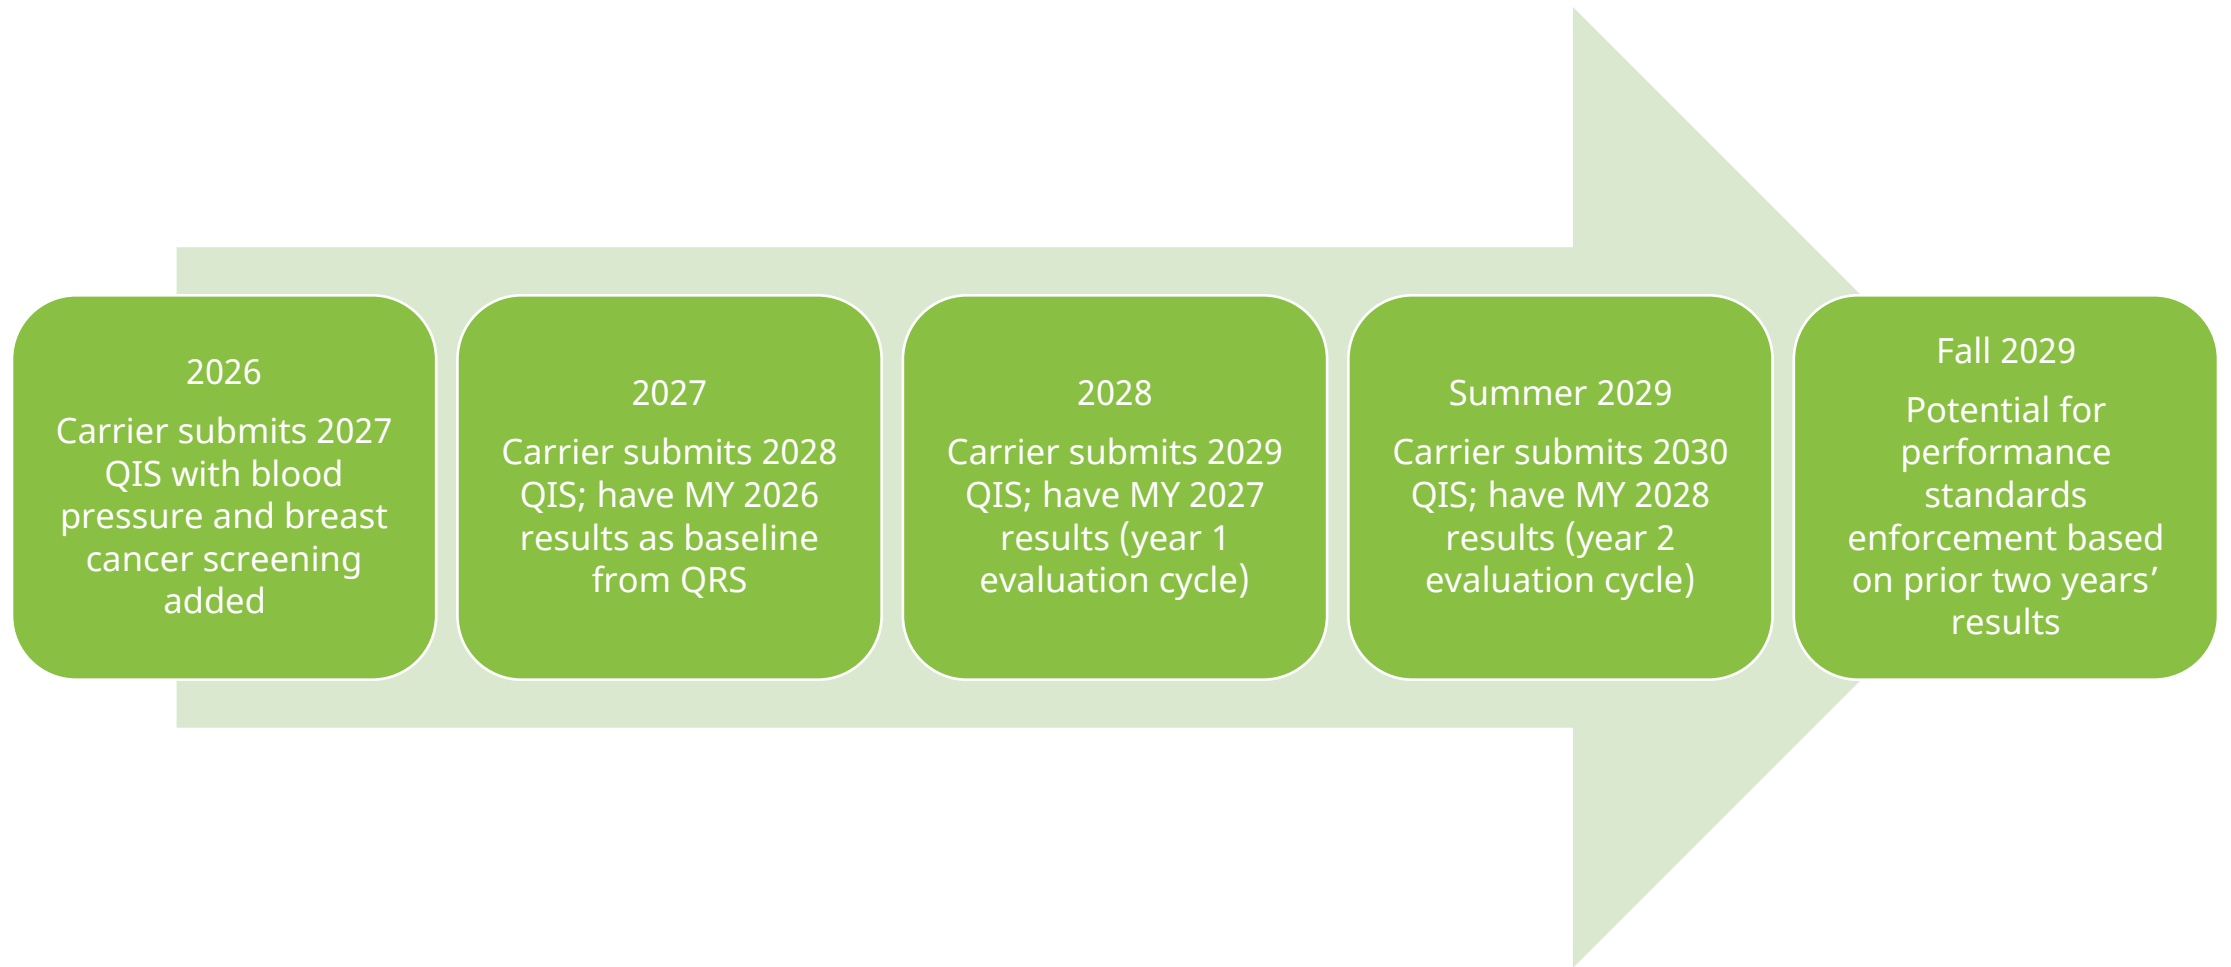 2026
Carrier submits 2027
QIS with blood
pressure and breast
cancer screening
added
2027
Carrier submits 2028
QIS; have MY 2026
results as baseline
from QRS
2028
Carrier submits 2029
QIS; have MY 2027
results (year 1
evaluation cycle)
Summer 2029
Carrier submits 2030
QIS; have MY 2028
results (year 2
evaluation cycle)
Fall 2029
Potential for
performance
standards
enforcement based
on prior two years’
results